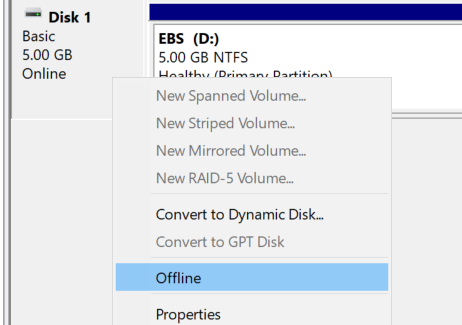 Disk 1
Basic
5.00 GB
Online
EBS (D:)
5.00 GB NTFS
Healthy (Primary Partition)
New Spanned Volume...
New Striped Volume...
New Mirrored Volume...
New RAID-5 Volume...
Convert to Dynamic Disk...
Convert to GPT Disk
Offline
Properties